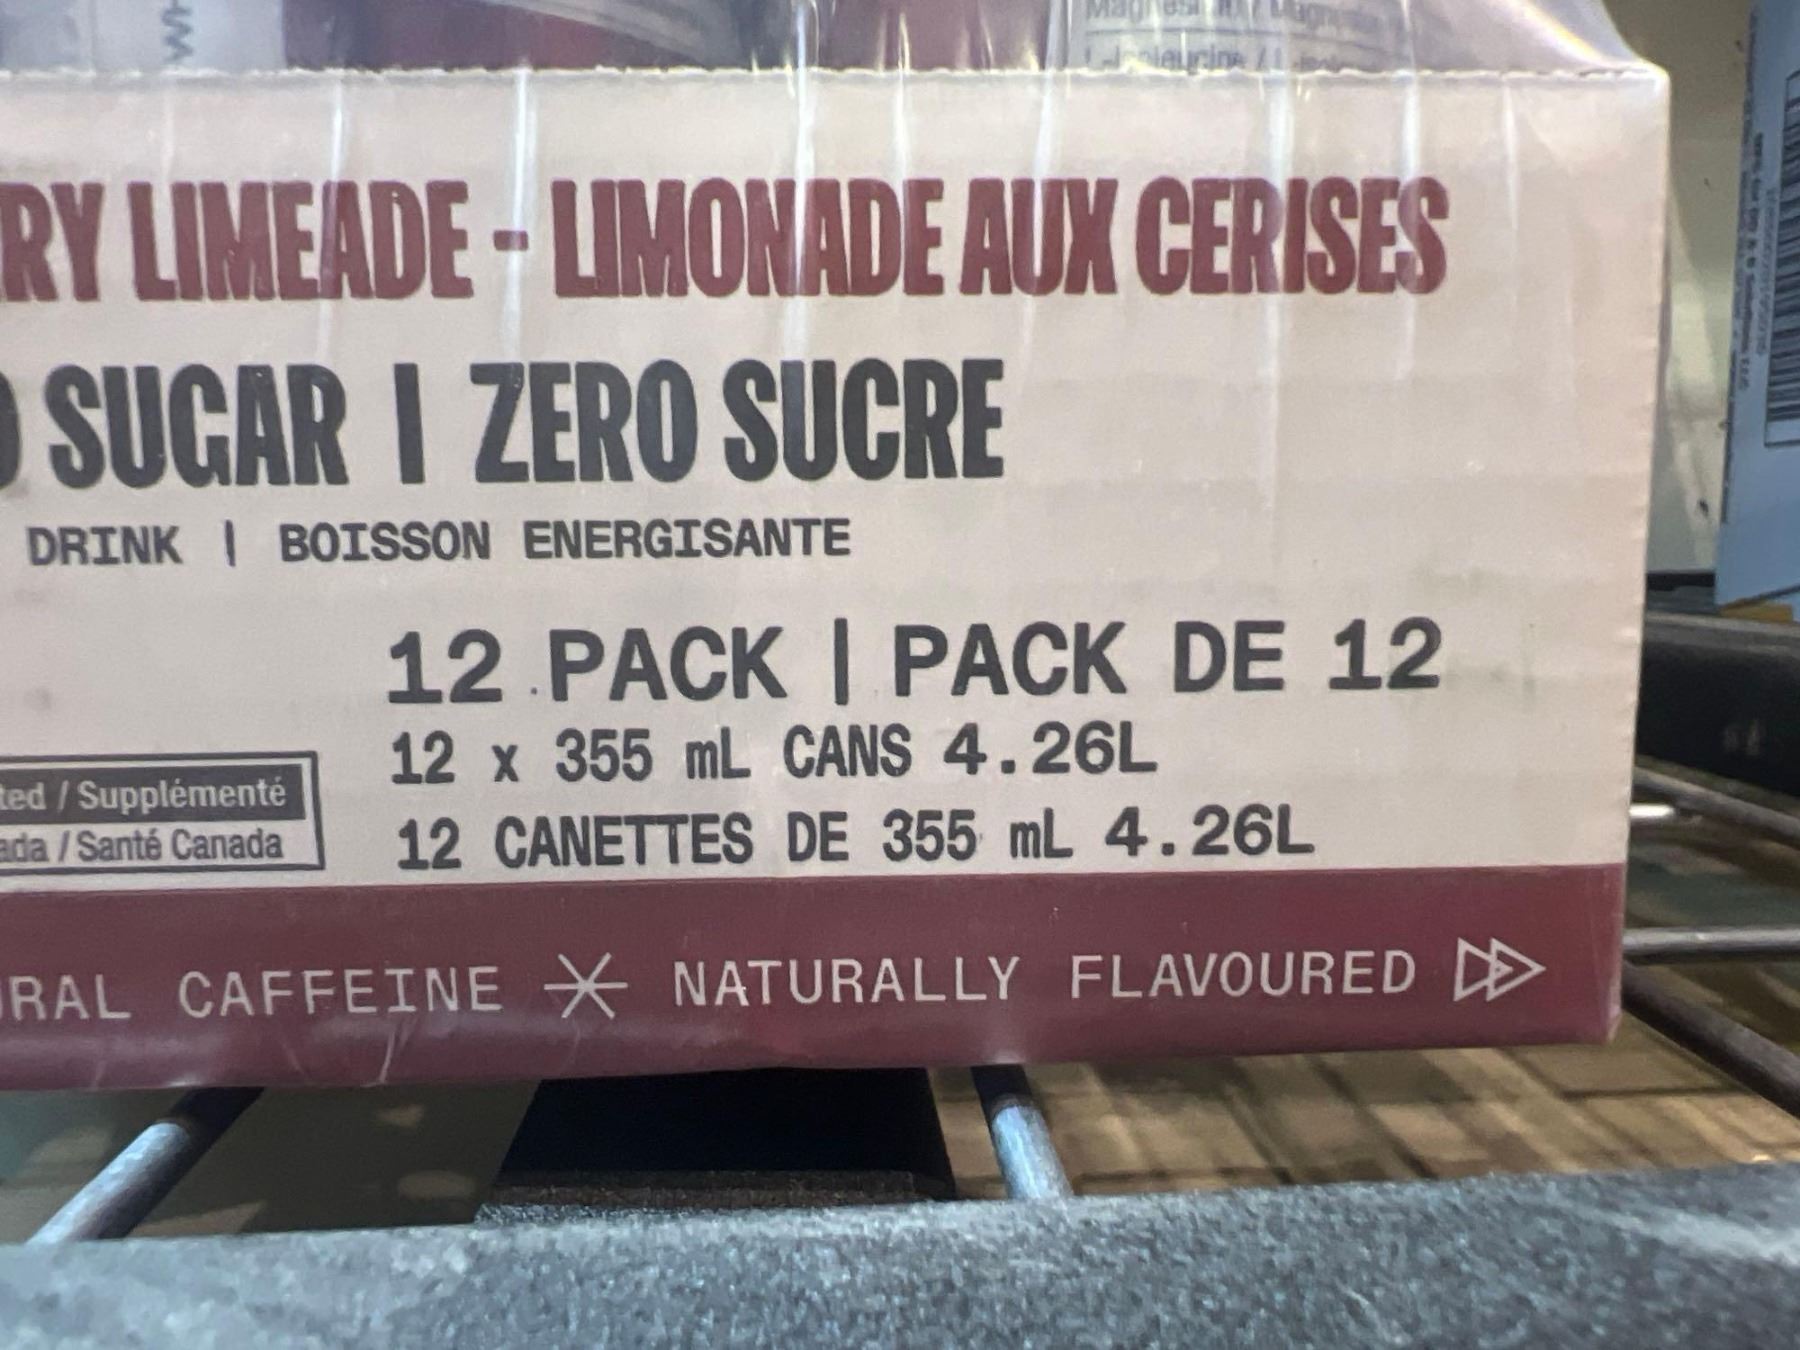 RY LIMEADE - LIMONADE AUX CERISES
SUGAR | ZERO SUCRE
DRINK | BOISSON ENERGISANTE
12 PACK | PACK DE 12
12 x 355 mL CANS 4.26L
12 CANETTES DE 355 mL 4.26L
ted / Supplémenté
ada / Santé Canada
RAL CAFFEINE NATURALLY FLAVOURED